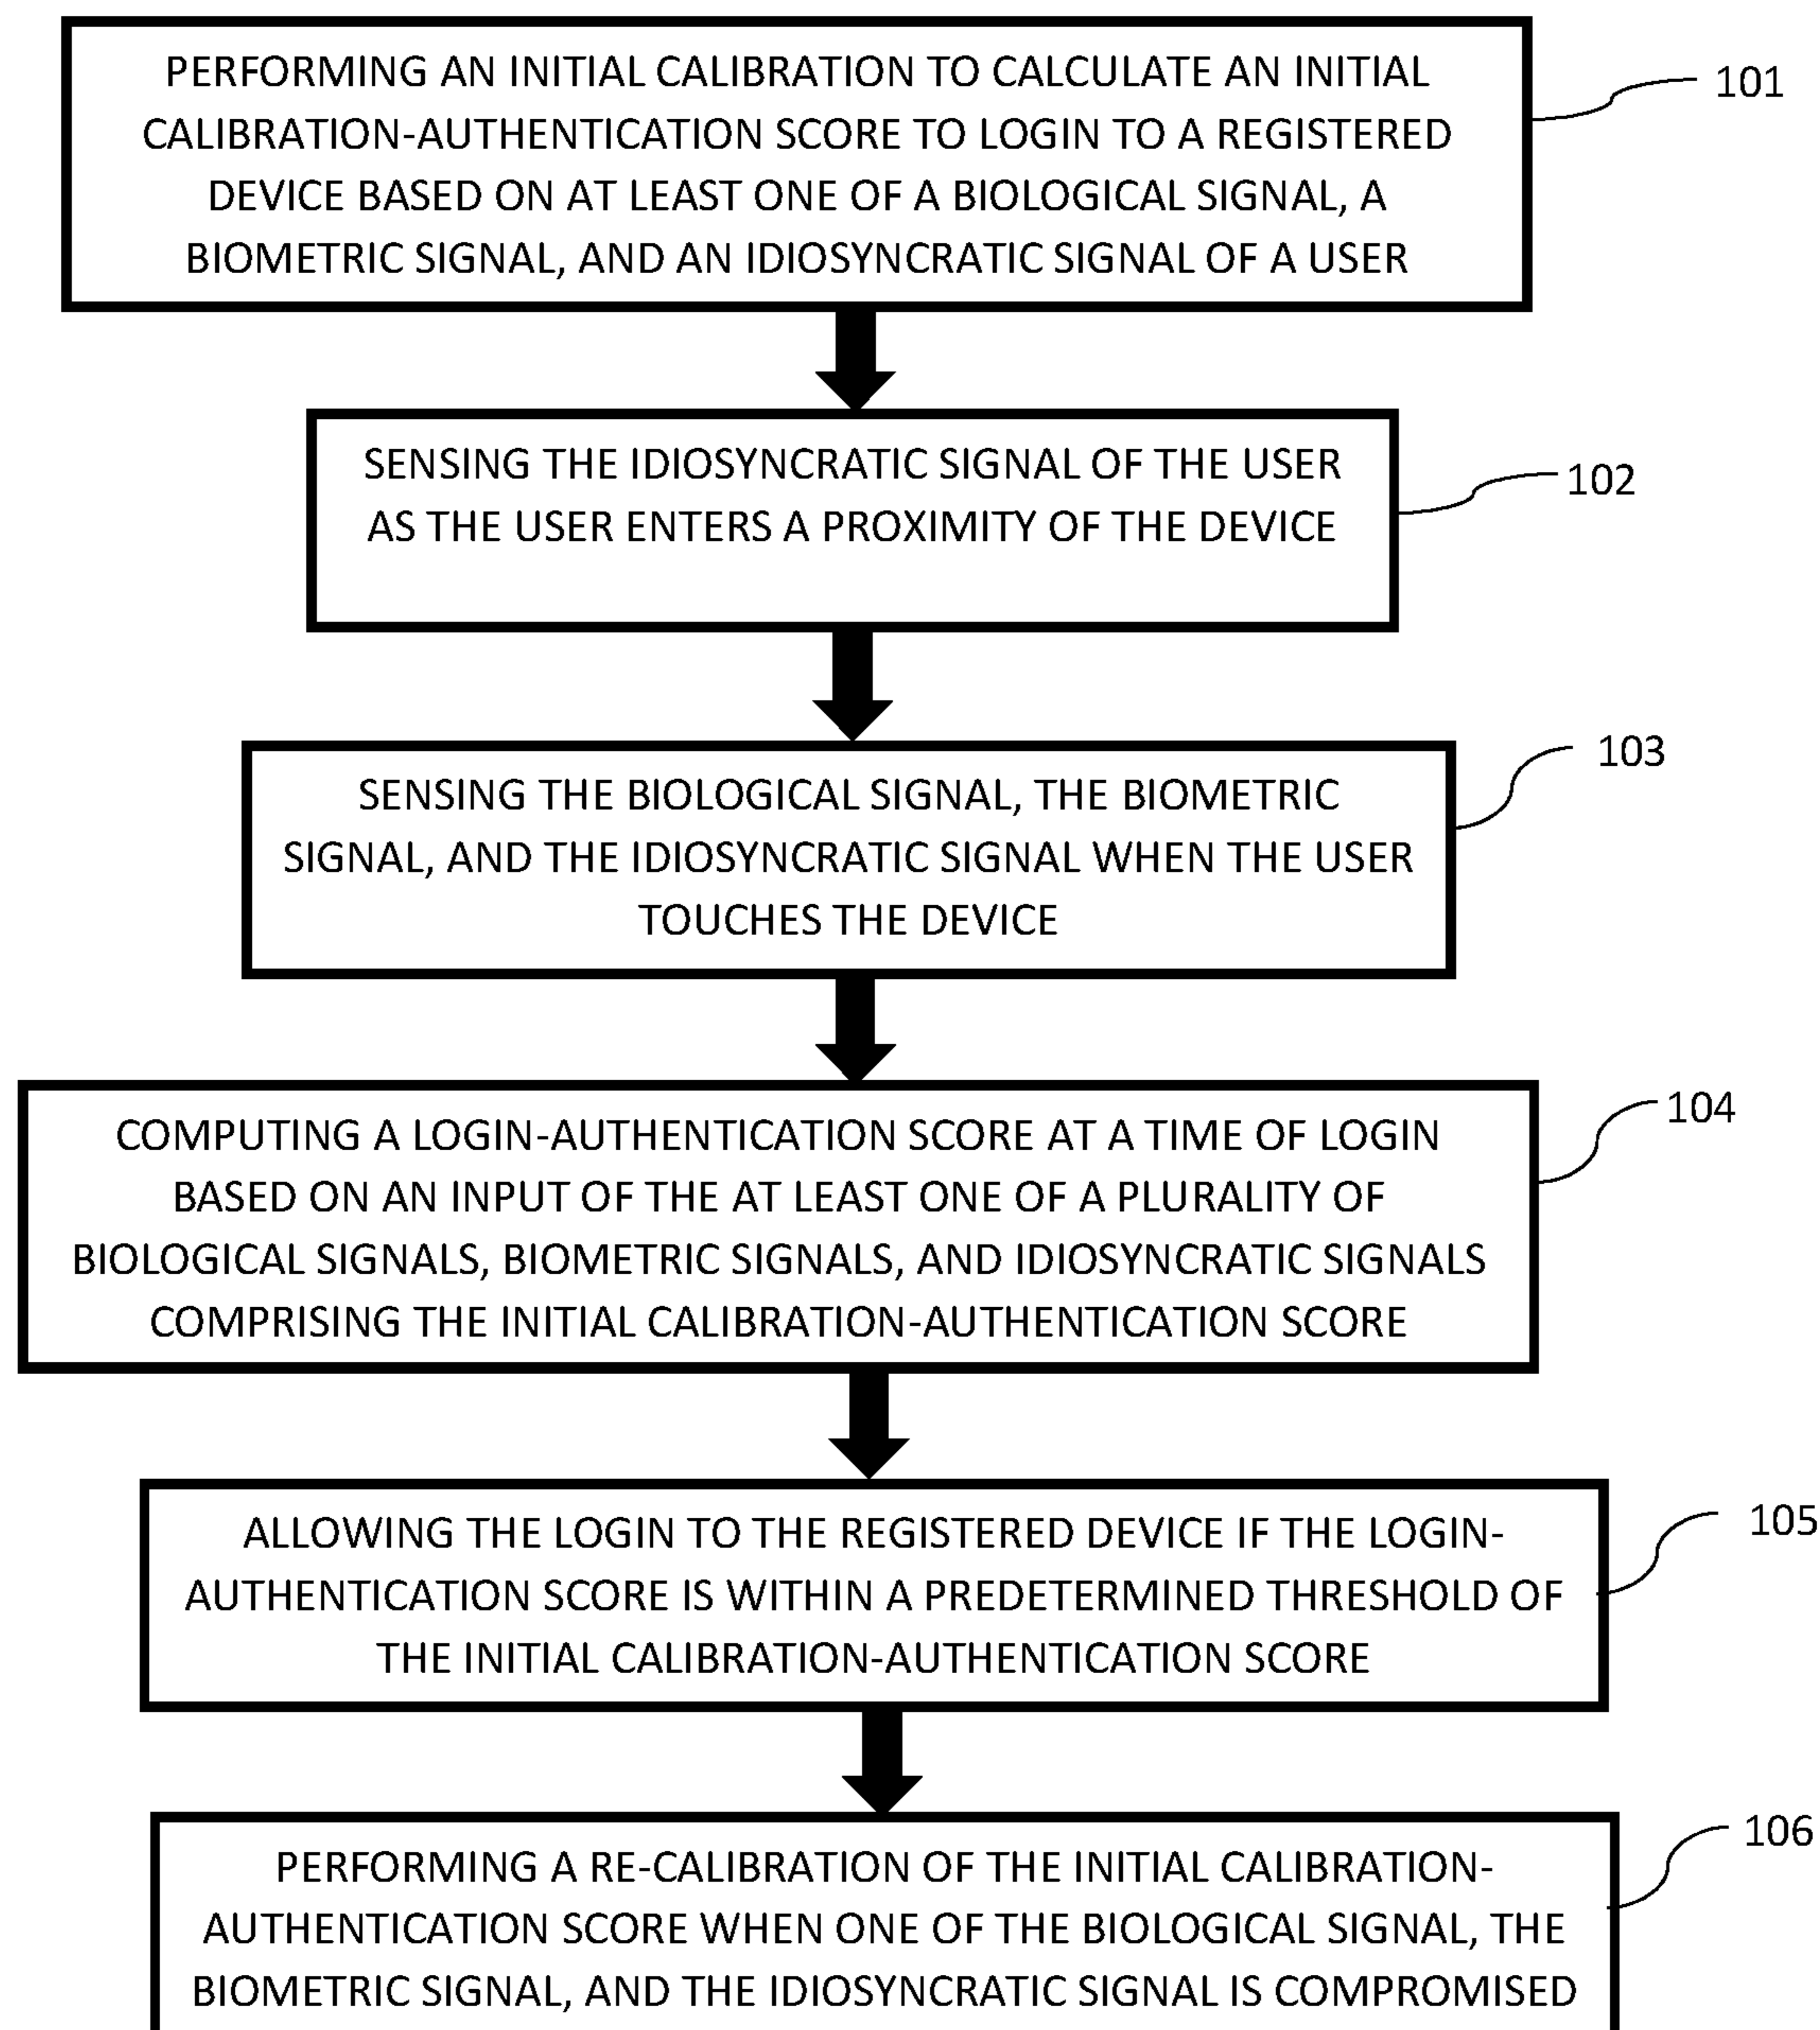 PERFORMING AN INITIAL CALIBRATION TO CALCULATE AN INITIAL
CALIBRATION-AUTHENTICATION SCORE TO LOGIN TO A REGISTERED
DEVICE BASED ON AT LEAST ONE OF A BIOLOGICAL SIGNAL, A
BIOMETRIC SIGNAL, AND AN IDIOSYNCRATIC SIGNAL OF A USER
101
SENSING THE IDIOSYNCRATIC SIGNAL OF THE USER
AS THE USER ENTERS A PROXIMITY OF THE DEVICE
102
SENSING THE BIOLOGICAL SIGNAL, THE BIOMETRIC
SIGNAL, AND THE IDIOSYNCRATIC SIGNAL WHEN THE USER
TOUCHES THE DEVICE
103
COMPUTING A LOGIN-AUTHENTICATION SCORE AT A TIME OF LOGIN
BASED ON AN INPUT OF THE AT LEAST ONE OF A PLURALITY OF
BIOLOGICAL SIGNALS, BIOMETRIC SIGNALS, AND IDIOSYNCRATIC SIGNALS
COMPRISING THE INITIAL CALIBRATION-AUTHENTICATION SCORE
104
ALLOWING THE LOGIN TO THE REGISTERED DEVICE IF THE LOGIN-
AUTHENTICATION SCORE IS WITHIN A PREDETERMINED THRESHOLD OF
THE INITIAL CALIBRATION-AUTHENTICATION SCORE
105
PERFORMING A RE-CALIBRATION OF THE INITIAL CALIBRATION-
AUTHENTICATION SCORE WHEN ONE OF THE BIOLOGICAL SIGNAL, THE
BIOMETRIC SIGNAL, AND THE IDIOSYNCRATIC SIGNAL IS COMPROMISED
106